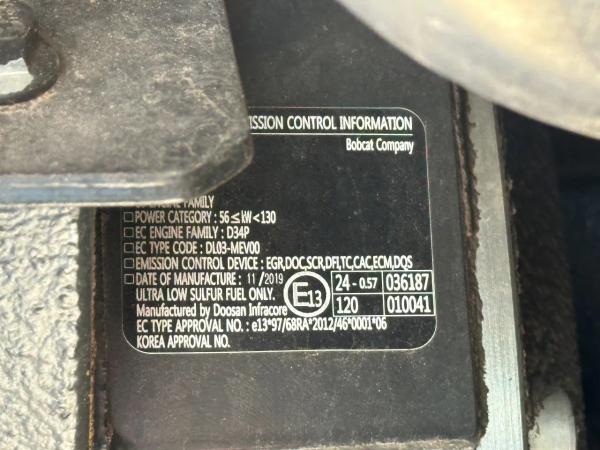 ISSION CONTROL INFORMATION
Bobcat Company
ENGINE FAMILY
POWER CATEGORY : 56≤kW<130
EC ENGINE FAMILY : D34P
EC TYPE CODE : DL03-MEV00
EMISSION CONTROL DEVICE : EGR,DOC,SCR,DFI,TC,CAC,ECM,DQS
DATE OF MANUFACTURE : 11/2019
ULTRA LOW SULFUR FUEL ONLY.
Manufactured by Doosan Infracore
E13
24 - 0.57 036187
120 010041
EC TYPE APPROVAL NO. : e13*97/68RA*2012/46*0001*06
KOREA APPROVAL NO.